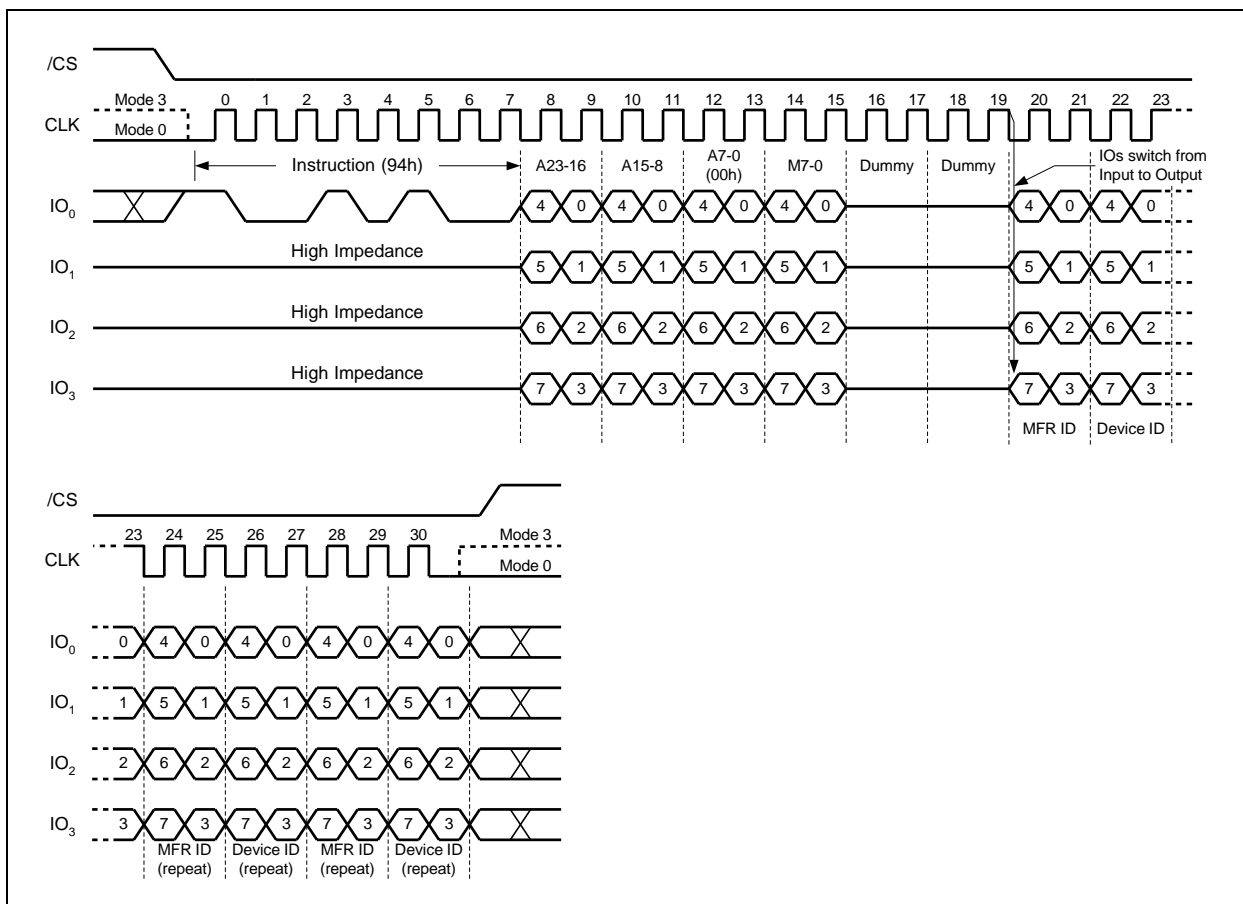 /CS
Mode 3 0 1 2 3 4 5 6 7 8 9 10 11 12 13 14 15 16 17 18 19 20 21 22 23
CLK
Mode 0
Instruction (94h) A23-16 A15-8 A7-0 (00h) M7-0 Dummy Dummy IOs switch from Input to Output
IO0 4 0 4 0 4 0 4 0 4 0 4 0
High Impedance
IO1 5 1 5 1 5 1 5 1 5 1 5 1
High Impedance
IO2 6 2 6 2 6 2 6 2 6 2 6 2
High Impedance
IO3 7 3 7 3 7 3 7 3 7 3 7 3
MFR ID Device ID
/CS
23 24 25 26 27 28 29 30 Mode 3
CLK
Mode 0
IO0 0 4 0 4 0 4 0 4 0
IO1 1 5 1 5 1 5 1 5 1
IO2 2 6 2 6 2 6 2 6 2
IO3 3 7 3 7 3 7 3 7 3
MFR ID Device ID MFR ID Device ID
(repeat) (repeat) (repeat) (repeat)